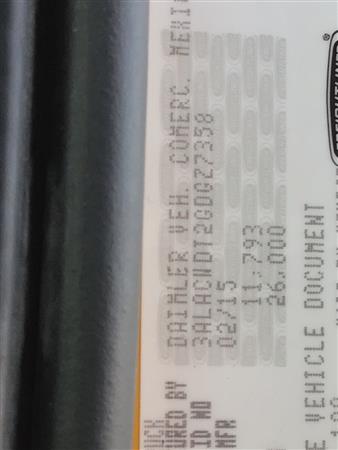 UCK
URED BY DAIMLER VEH. COMERC. MEXI
ID NO 3ALACWDT2GDGZ7358
MFR 02/15
11,793
26,000
E VEHICLE DOCUMENT